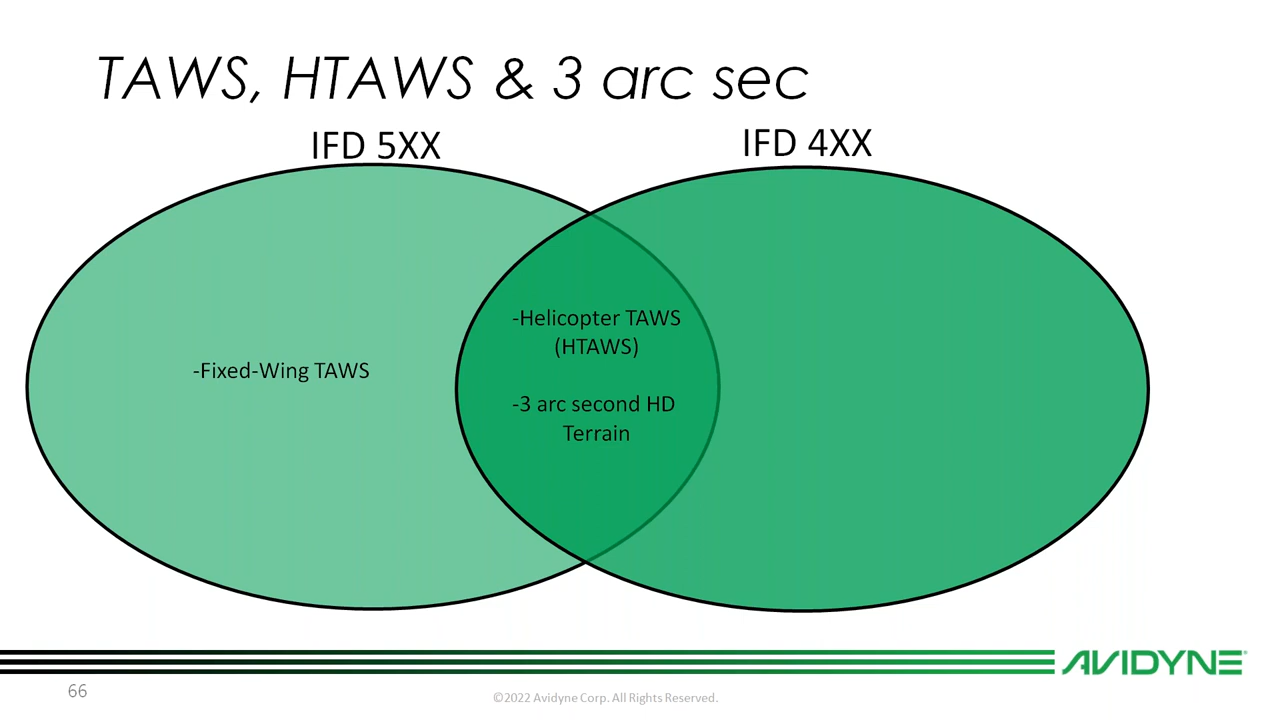 TAWS, HTAWS & 3 arc sec
IFD 5XX
IFD 4XX
-Fixed-Wing TAWS
-Helicopter TAWS
(HTAWS)
-3 arc second HD
Terrain
AVIDYNE
66
©2022 Avidyne Corp. All Rights Reserved.